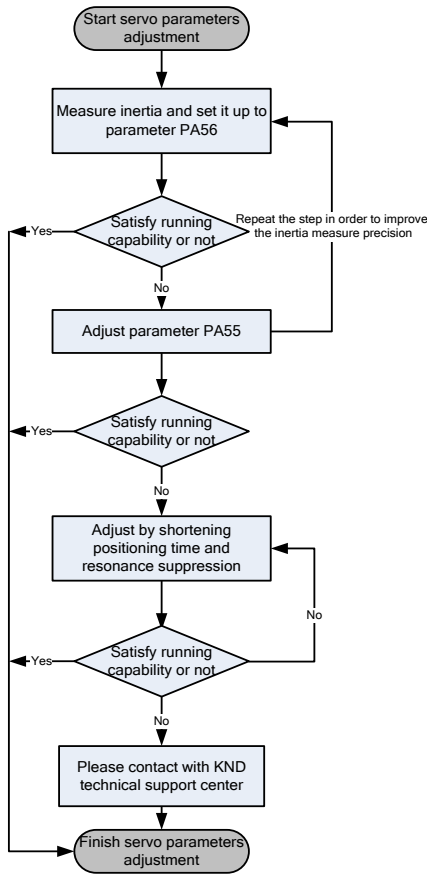 Start servo parameters
adjustment
Measure inertia and set it up to
parameter PA56
Satisfy running
capability or not
Yes
Repeat the step in order to improve
the inertia measure precision
No
Adjust parameter PA55
Satisfy running
capability or not
Yes
No
Adjust by shortening
positioning time and
resonance suppression
No
Satisfy running
capability or not
Yes
No
Please contact with KND
technical support center
Finish servo parameters
adjustment